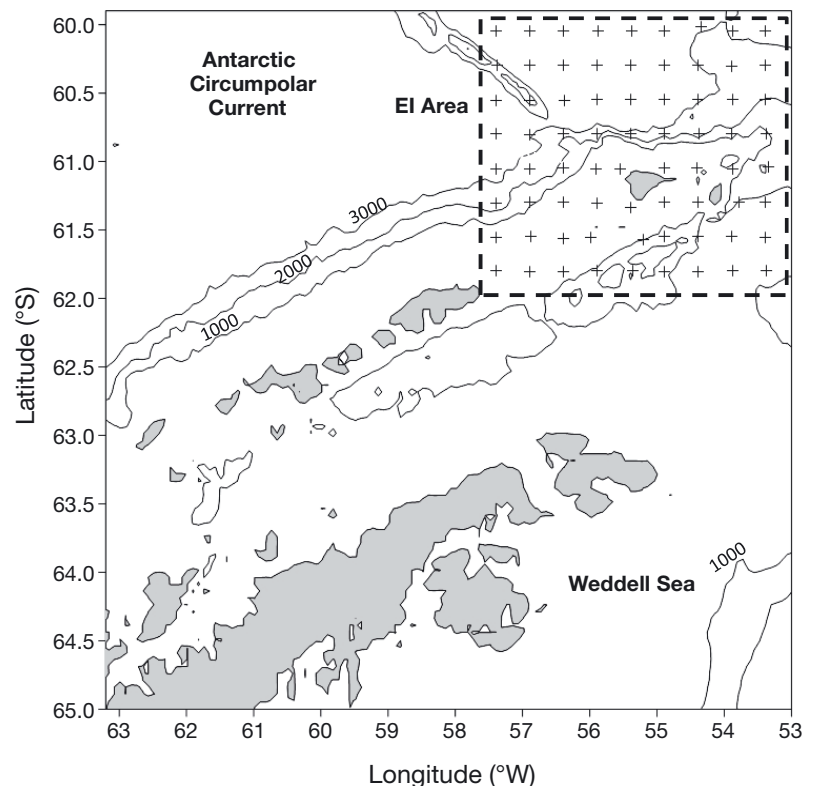 60.0
60.5
61.0
61.5
62.0
62.5
63.0
63.5
64.0
64.5
65.0
Latitude (°S)
Antarctic
Circumpolar
Current
EI Area
3000
2000
1000
Weddell Sea
1000
63 62 61 60 59 58 57 56 55 54 53
Longitude (°W)